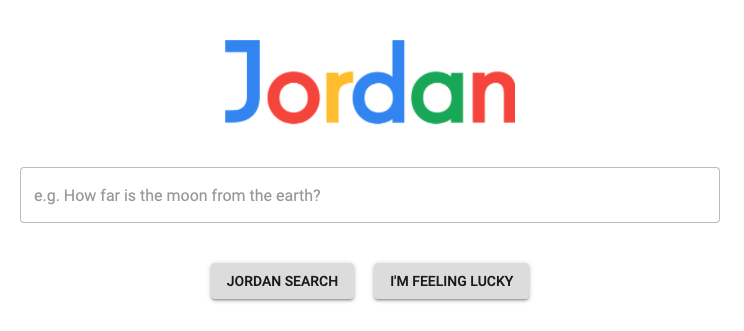 Jordan
e.g. How far is the moon from the earth?
JORDAN SEARCH
I'M FEELING LUCKY